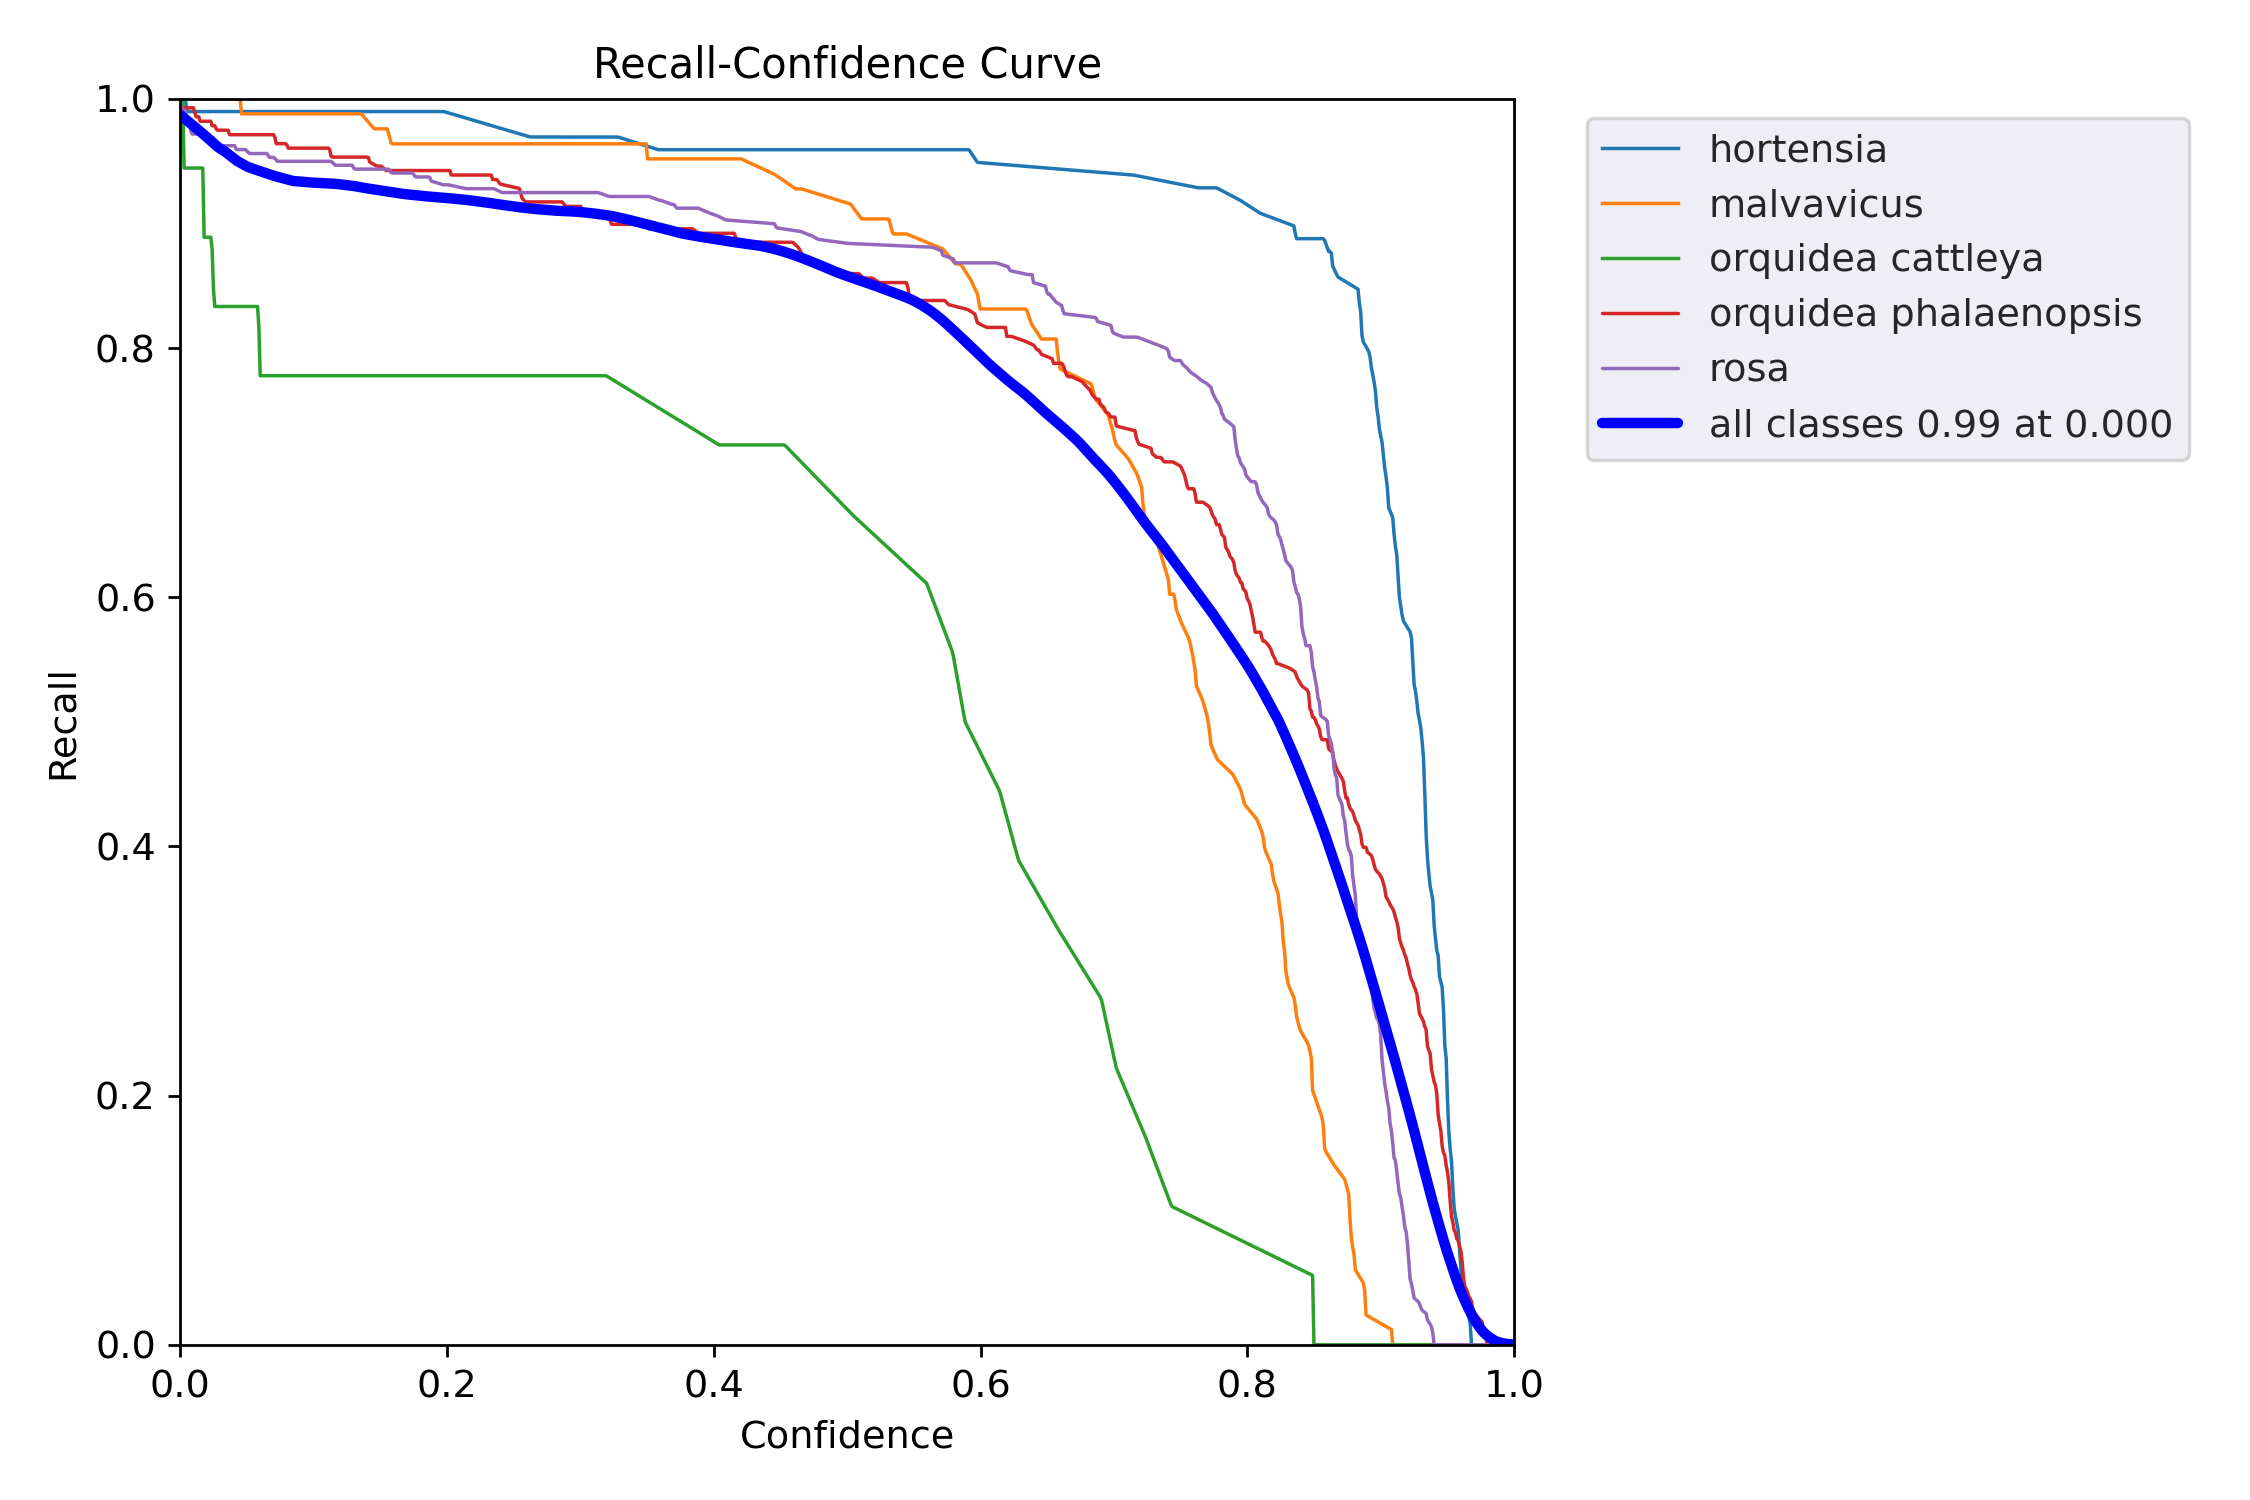 Recall-Confidence Curve
1.0
0.8
0.6
0.4
0.2
0.0
Recall
0.0 0.2 0.4 0.6 0.8 1.0
Confidence
hortensia
malvavicus
orquidea cattleya
orquidea phalaenopsis
rosa
all classes 0.99 at 0.000